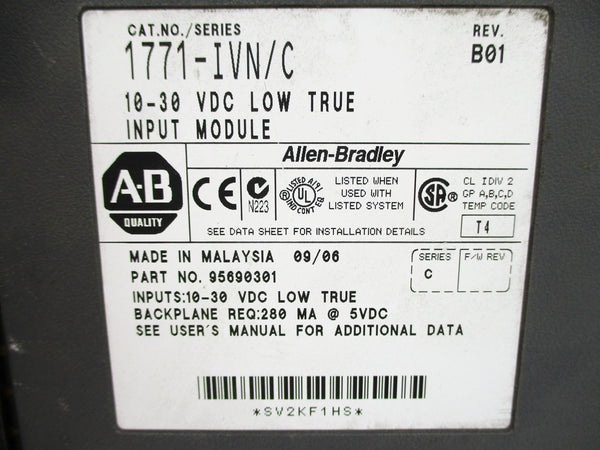 CAT.NO./SERIES
REV.
1771-IVN/C
B01
10-30 VDC LOW TRUE
INPUT MODULE
Allen-Bradley
A-B
QUALITY
CE
N223
LISTED A191
UL
®
IND CONT EQ
LISTED WHEN
USED WITH
LISTED SYSTEM
SA
®
CL IDIV 2
GP A,B,C,D
TEMP CODE
T4
SEE DATA SHEET FOR INSTALLATION DETAILS
MADE IN MALAYSIA 09/06
SERIES
F/W REV
C
PART NO. 95690301
INPUTS:10-30 VDC LOW TRUE
BACKPLANE REQ:280 MA @ 5VDC
SEE USER'S MANUAL FOR ADDITIONAL DATA
*SV2KF1HS*